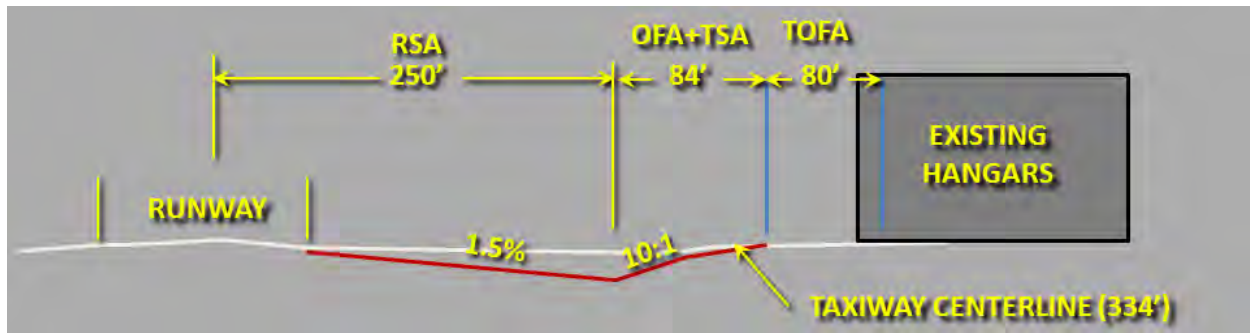 RSA
250’
OFA+TSA
84’
TOFA
80’
EXISTING
HANGARS
RUNWAY
1.5%
10:1
TAXIWAY CENTERLINE (334’)